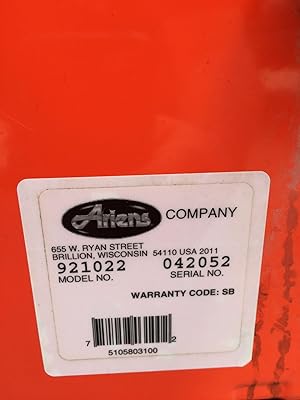 Ariens COMPANY
655 W. RYAN STREET
BRILLION, WISCONSIN 54110 USA 2011
921022 042052
MODEL NO. SERIAL NO.
WARRANTY CODE: SB
7 5105803100 2